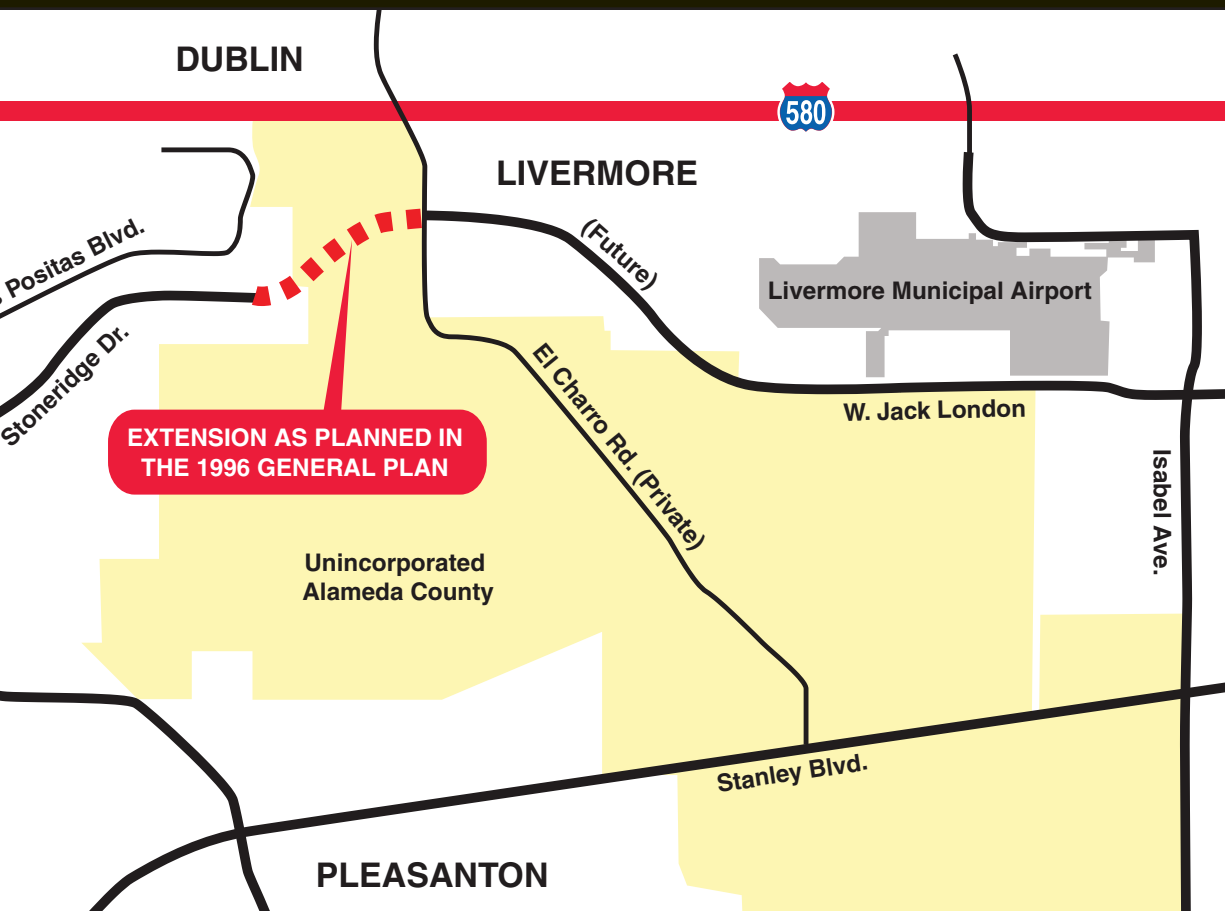 DUBLIN
580
LIVERMORE
Positas Blvd.
(Future)
Livermore Municipal Airport
Stoneridge Dr.
El Charro Rd. (Private)
W. Jack London
EXTENSION AS PLANNED IN
THE 1996 GENERAL PLAN
Isabel Ave.
Unincorporated
Alameda County
Stanley Blvd.
PLEASANTON